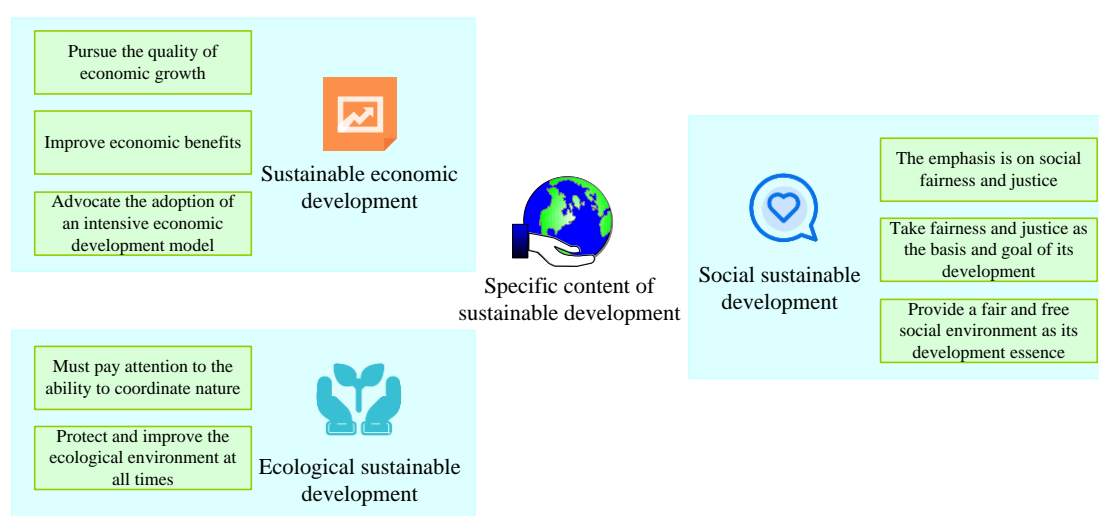 Pursue the quality of
economic growth
Improve economic benefits
Advocate the adoption of
an intensive economic
development model
Sustainable economic
development
Must pay attention to the
ability to coordinate nature
Protect and improve the
ecological environment at
all times
Ecological sustainable
development
Specific content of
sustainable development
Social sustainable
development
The emphasis is on social
fairness and justice
Take fairness and justice as
the basis and goal of its
development
Provide a fair and free
social environment as its
development essence